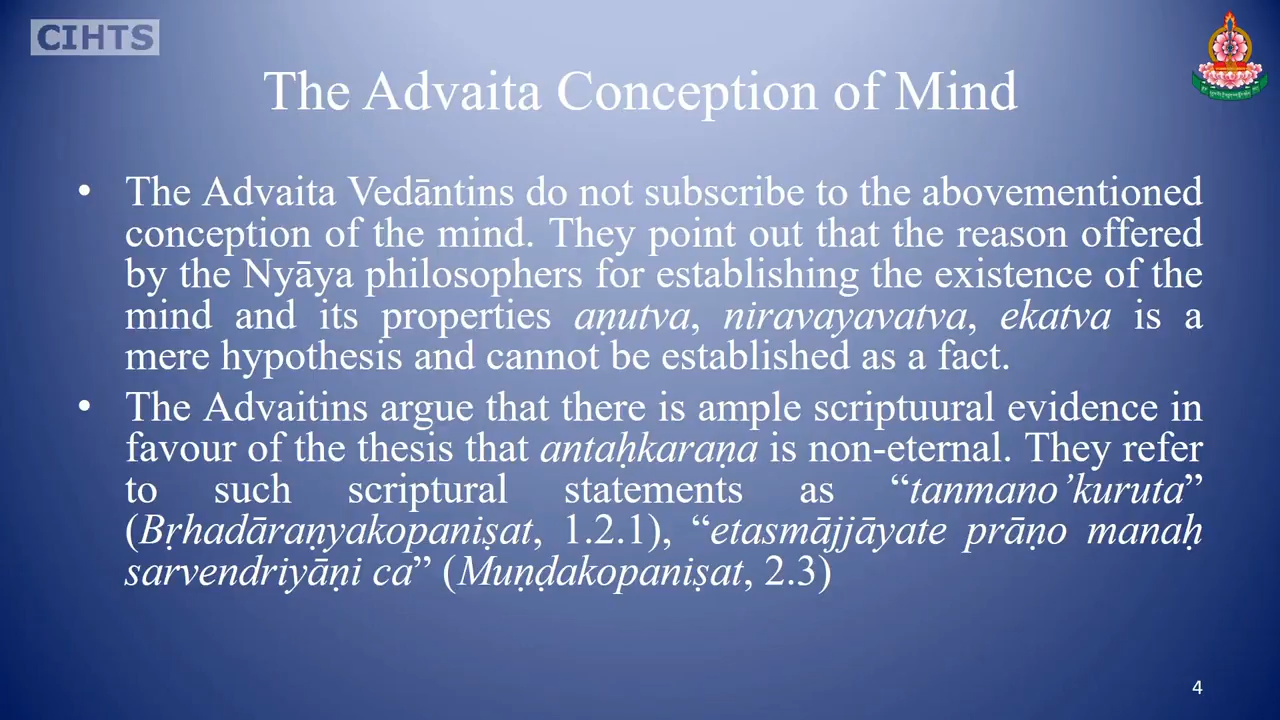 CIHTS
The Advaita Conception of Mind
• The Advaita Vedāntins do not subscribe to the abovementioned
conception of the mind. They point out that the reason offered
by the Nyāya philosophers for establishing the existence of the
mind and its properties aṇutva, niravayavatva, ekatva is a
mere hypothesis and cannot be established as a fact.
• The Advaitins argue that there is ample scriptuural evidence in
favour of the thesis that antaḥkaraṇa is non-eternal. They refer
to such scriptural statements as “tanmano’kuruta”
(Bṛhadāraṇyakopaniṣat, 1.2.1), “etasmājjāyate prāṇo manaḥ
sarvendriyāṇi ca” (Muṇḍakopaniṣat, 2.3)
4